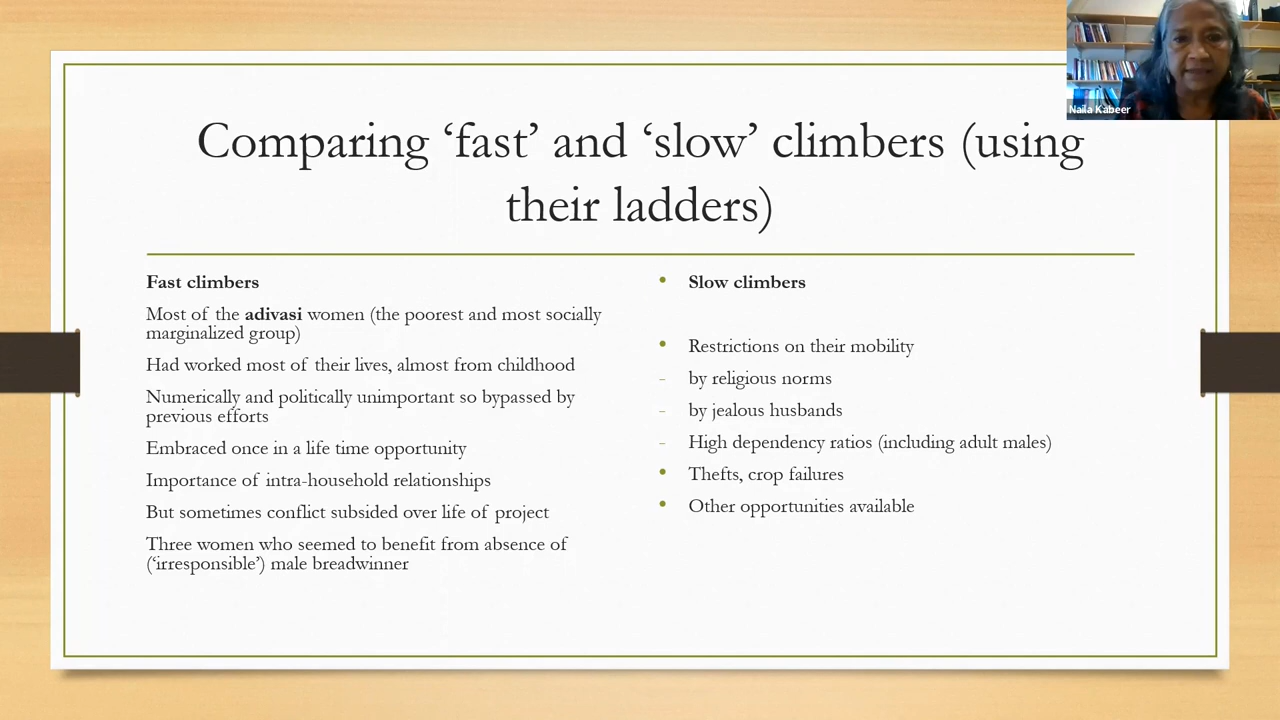 Naila Kabeer
Comparing ‘fast’ and ‘slow’ climbers (using
their ladders)
Fast climbers
Most of the adivasi women (the poorest and most socially
marginalized group)
Had worked most of their lives, almost from childhood
Numerically and politically unimportant so bypassed by
previous efforts
Embraced once in a life time opportunity
Importance of intra-household relationships
But sometimes conflict subsided over life of project
Three women who seemed to benefit from absence of
(‘irresponsible’) male breadwinner
• Slow climbers
• Restrictions on their mobility
- by religious norms
- by jealous husbands
- High dependency ratios (including adult males)
• Thefts, crop failures
• Other opportunities available